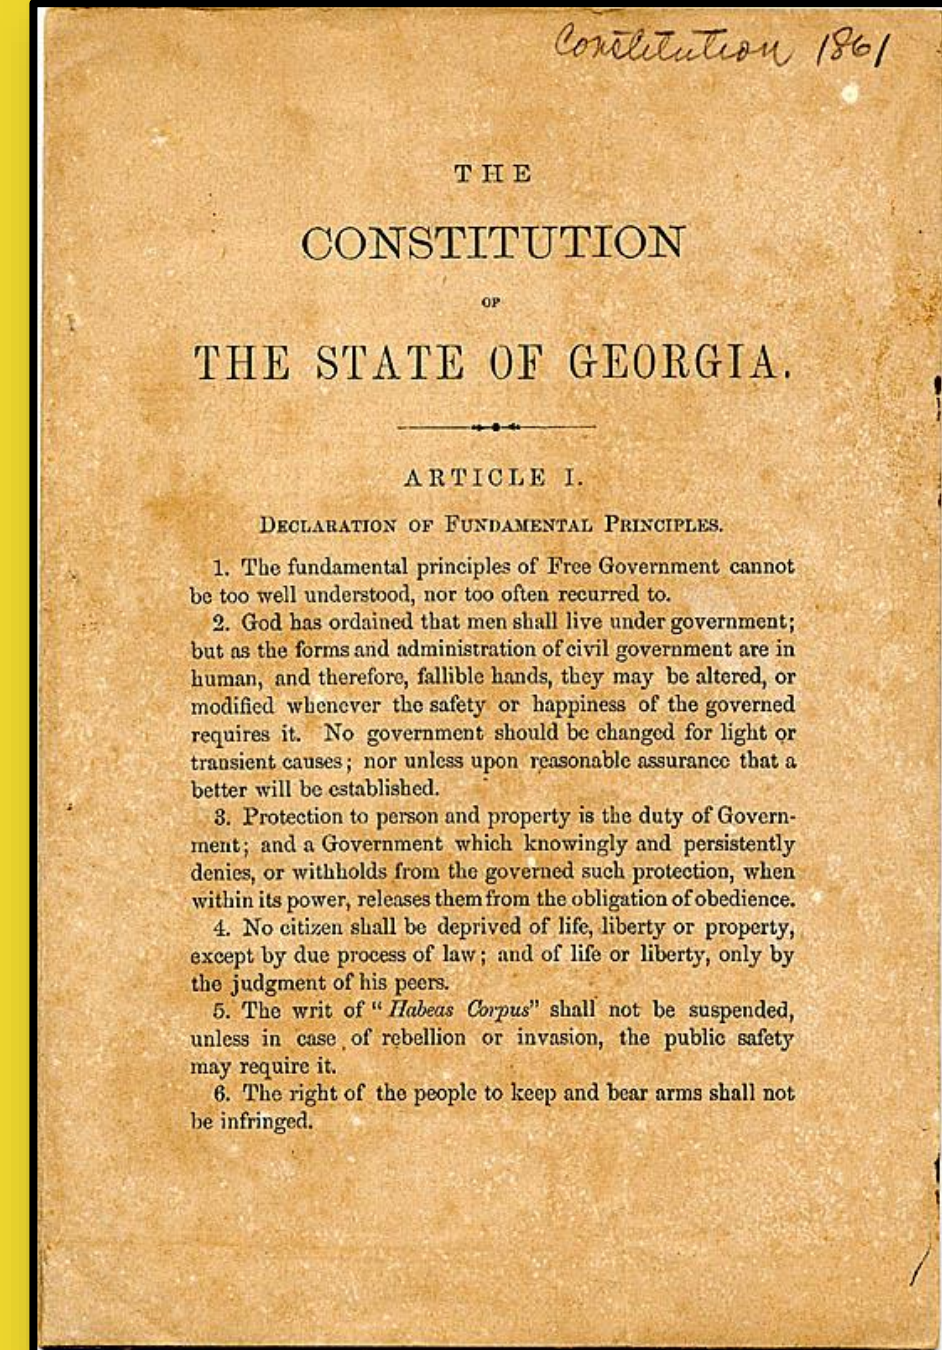 Constitution 1861
THE
CONSTITUTION
OF
THE STATE OF GEORGIA.
ARTICLE I.
DECLARATION OF FUNDAMENTAL PRINCIPLES.
1. The fundamental principles of Free Government cannot
be too well understood, nor too often recurred to.
2. God has ordained that men shall live under government;
but as the forms and administration of civil government are in
human, and therefore, fallible hands, they may be altered, or
modified whenever the safety or happiness of the governed
requires it. No government should be changed for light or
transient causes; nor unless upon reasonable assurance that a
better will be established.
3. Protection to person and property is the duty of Govern-
ment; and a Government which knowingly and persistently
denies, or withholds from the governed such protection, when
within its power, releases them from the obligation of obedience.
4. No citizen shall be deprived of life, liberty or property,
except by due process of law; and of life or liberty, only by
the judgment of his peers.
5. The writ of "Habeas Corpus" shall not be suspended,
unless in case of rebellion or invasion, the public safety
may require it.
6. The right of the people to keep and bear arms shall not
be infringed.